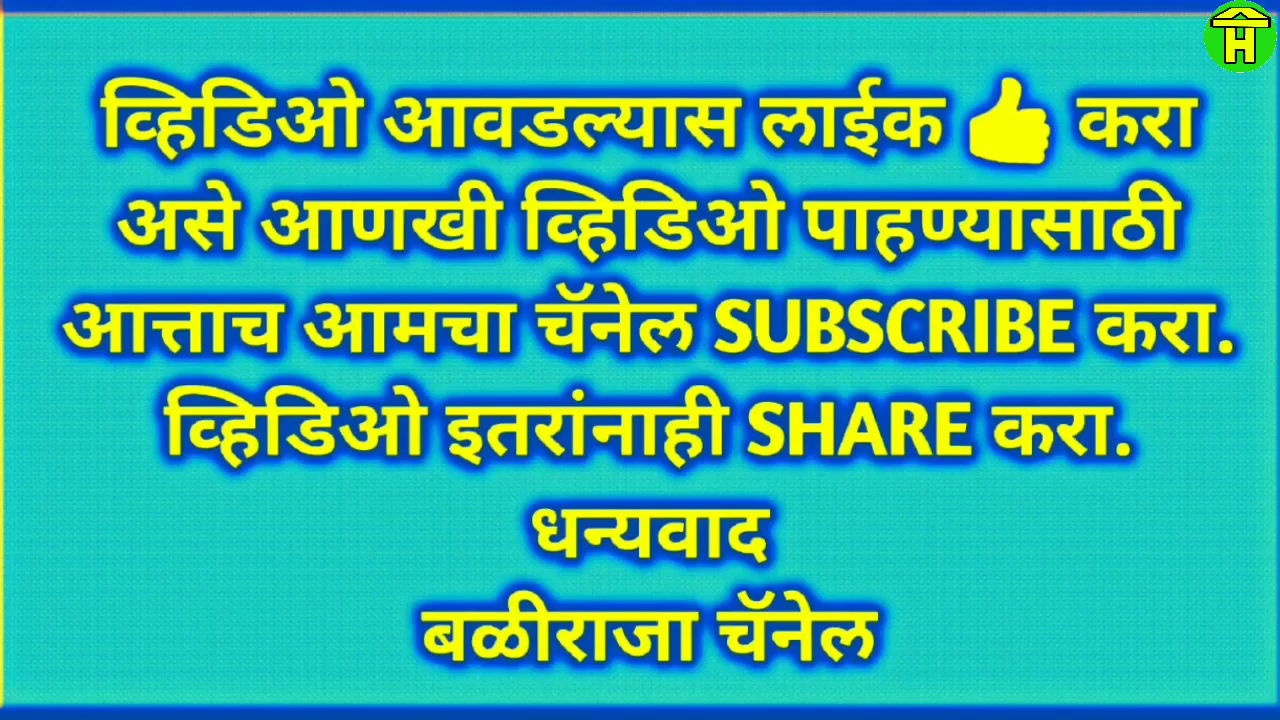 व्हिडिओ आवडल्यास लाईक 👍 करा
असे आणखी व्हिडिओ पाहण्यासाठी
आत्ताच आमचा चॅनेल SUBSCRIBE करा.
व्हिडिओ इतरांनाही SHARE करा.
धन्यवाद
बळीराजा चॅनेल
H